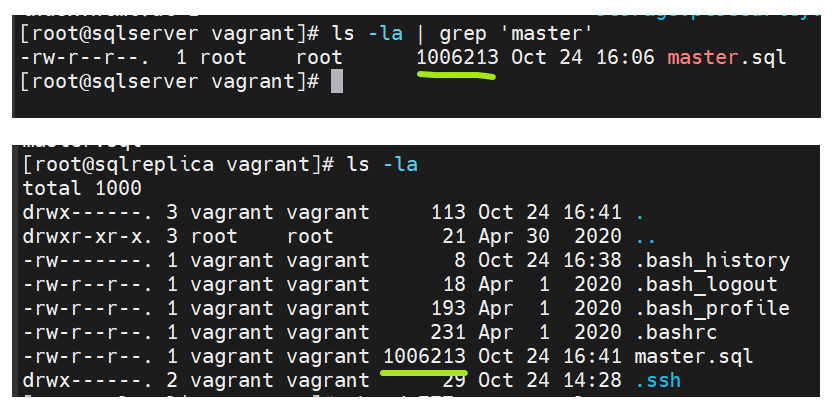 [root@sqlserver vagrant]# ls -la | grep 'master'
-rw-r--r--. 1 root root 1006213 Oct 24 16:06 master.sql
[root@sqlserver vagrant]#
master.sql
[root@sqlreplica vagrant]# ls -la
total 1000
drwx------. 3 vagrant vagrant 113 Oct 24 16:41 .
drwxr-xr-x. 3 root root 21 Apr 30 2020 ..
-rw-------. 1 vagrant vagrant 8 Oct 24 16:38 .bash_history
-rw-r--r--. 1 vagrant vagrant 18 Apr 1 2020 .bash_logout
-rw-r--r--. 1 vagrant vagrant 193 Apr 1 2020 .bash_profile
-rw-r--r--. 1 vagrant vagrant 231 Apr 1 2020 .bashrc
-rw-r--r--. 1 vagrant vagrant 1006213 Oct 24 16:41 master.sql
drwx------. 2 vagrant vagrant 29 Oct 24 14:28 .ssh